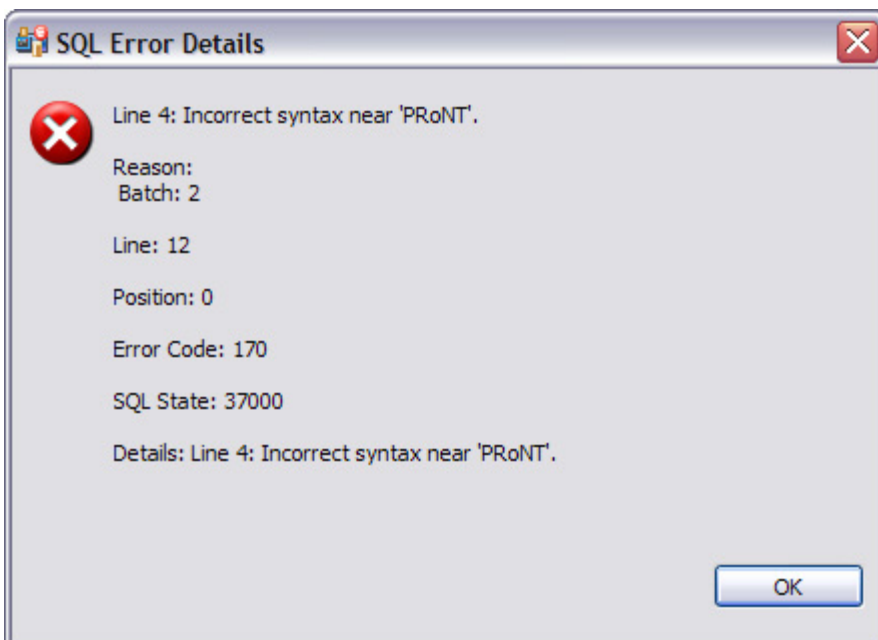 SQL Error Details
Line 4: Incorrect syntax near 'PRoNT'.
Reason:
Batch: 2
Line: 12
Position: 0
Error Code: 170
SQL State: 37000
Details: Line 4: Incorrect syntax near 'PRoNT'.
OK